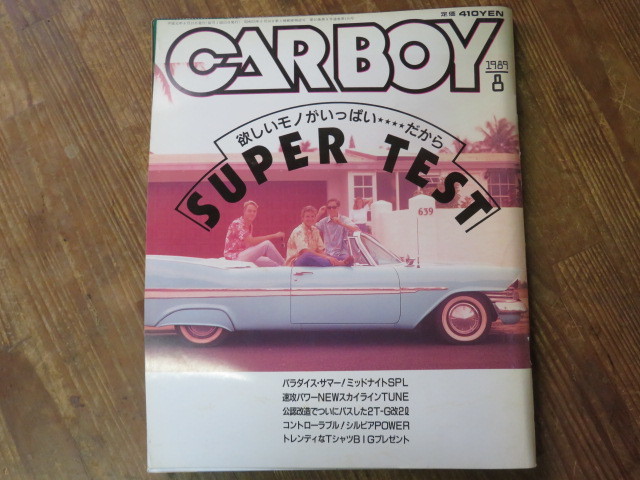 定価 410YEN
CARBOY
1989
8
欲しいモノがいっぱい★★★★だから
SUPER TEST
639
パラダイス・サマー!ミッドナイトSPL
速攻パワーNEWスカイラインTUNE
公認改造でついにパスした2T-G改2ℓ
コントローラブル!シルビアPOWER
トレンディなTシャツBIGプレゼント